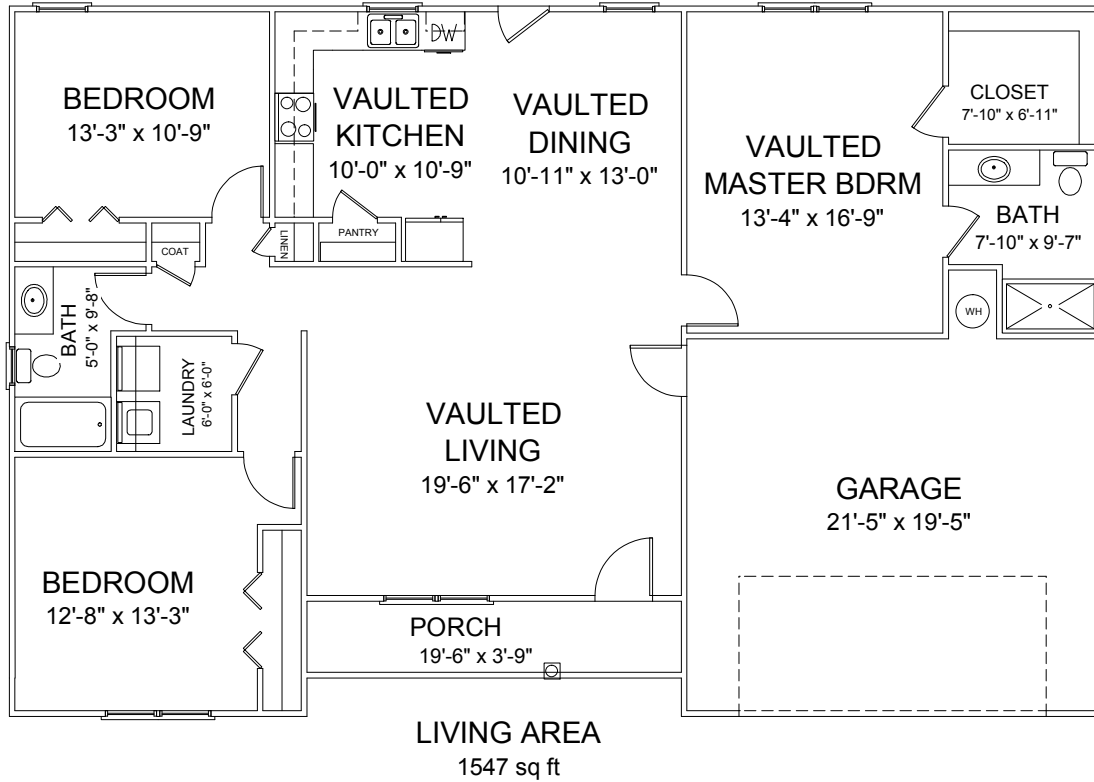 BEDROOM
13'-3" x 10'-9"
VAULTED
KITCHEN
10'-0" x 10'-9"
DW
VAULTED
DINING
10'-11" x 13'-0"
VAULTED
MASTER BDRM
13'-4" x 16'-9"
CLOSET
7'-10" x 6'-11"
BATH
7'-10" x 9'-7"
COAT
LINEN
PANTRY
BATH
5'-0" x 9'-8"
WH
LAUNDRY
6'-0" x 6'-0"
VAULTED
LIVING
19'-6" x 17'-2"
GARAGE
21'-5" x 19'-5"
BEDROOM
12'-8" x 13'-3"
PORCH
19'-6" x 3'-9"
LIVING AREA
1547 sq ft